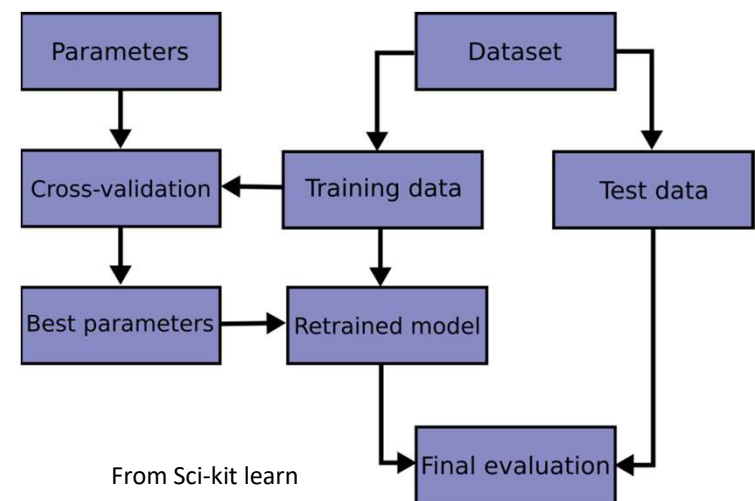 Parameters
Dataset
Cross-validation
Training data
Test data
Best parameters
Retrained model
Final evaluation
From Sci-kit learn